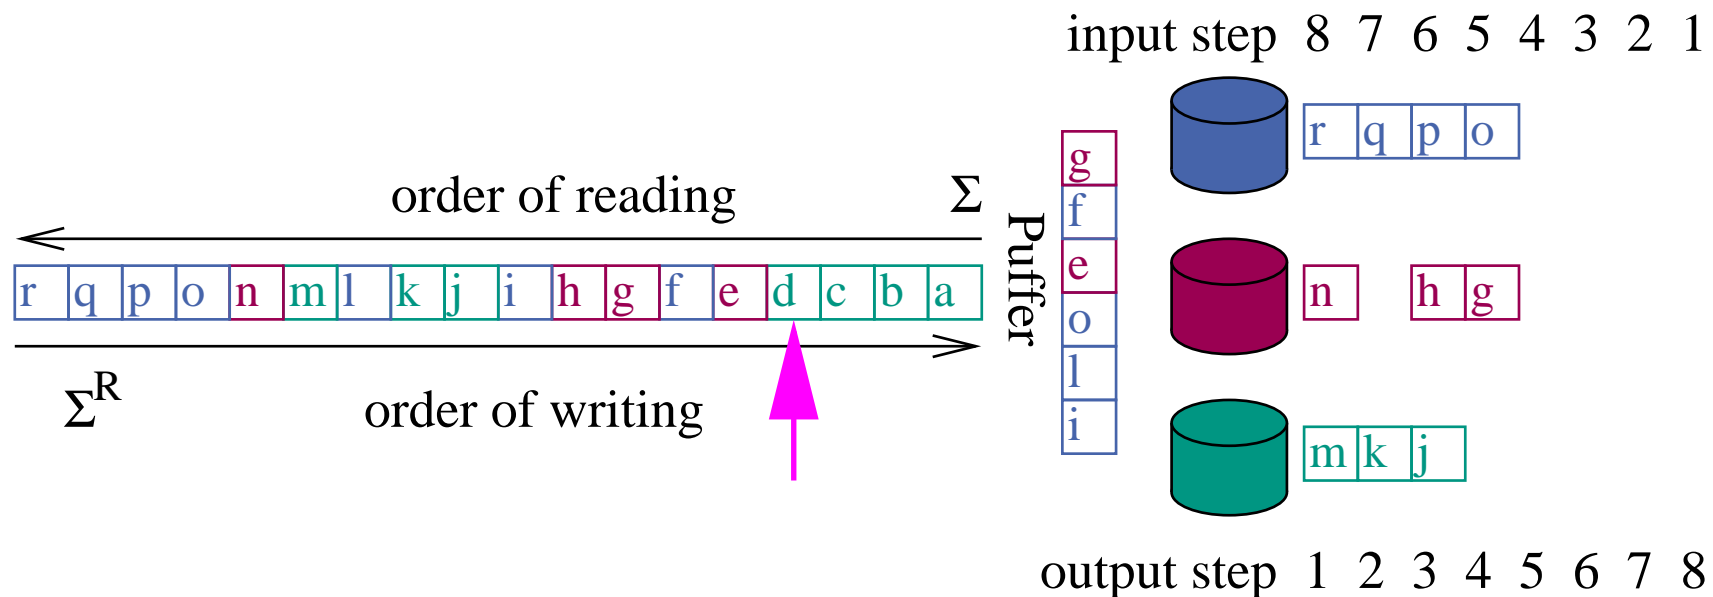 input step 8 7 6 5 4 3 2 1
r q p o
g
f
e
o
l
i
Puffer
order of reading Σ
r q p o n m l k j i h g f e d c b a
n h g
Σ^R order of writing
m k j
output step 1 2 3 4 5 6 7 8